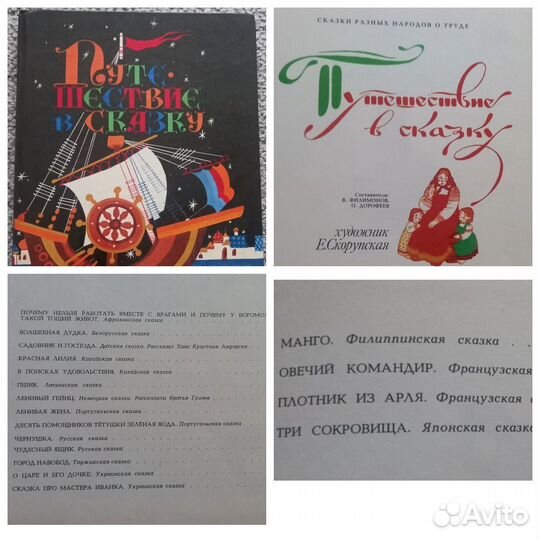 ПУТЕ-
ШЕСТВИЕ
В СКАЗКУ
СКАЗКИ РАЗНЫХ НАРОДОВ О ТРУДЕ
Путешествие
в сказку
Составители:
В. ФИЛИМОНОВ,
О. ДОРОФЕЕВ
художник
Е.Скорупская
ПОЧЕМУ НЕЛЬЗЯ РАБОТАТЬ ВМЕСТЕ С ВРАГАМИ И ПОЧЕМУ У БОГОМОЛ
ТАКОЙ ТОЩИЙ ЖИВОТ. Африканская сказка
ВОЛШЕБНАЯ ДУДКА. Белорусская сказка
САДОВНИК И ГОСПОДА. Датская сказка. Рассказал Ханс Кристиан Андерсен
КРАСНАЯ ЛИЛИЯ. Китайская сказка
В ПОИСКАХ УДОВОЛЬСТВИЯ. Китайская сказка
ПЩИК. Латышская сказка
ЛЕНИВЫЙ ГЕЙНЦ. Немецкая сказка. Рассказали Братья Гримм
ЛЕНИВАЯ ЖЕНА. Португальская сказка
ДЕСЯТЬ ПОМОЩНИКОВ ТЁТУШКИ ЗЕЛЁНАЯ ВОДА. Португальская сказка
ЧЕРНУШКА. Русская сказка
ЧУДЕСНЫЙ ЯЩИК. Русская сказка
ГОРОД НАВОБОД. Таджикская сказка
О ЦАРЕ И ЕГО ДОЧКЕ. Украинская сказка
СКАЗКА ПРО МАСТЕРА ИВАНКА. Украинская сказка
МАНГО. Филиппинская сказка . .
ОВЕЧИЙ КОМАНДИР. Французская
ПЛОТНИК ИЗ АРЛЯ. Французская с
ТРИ СОКРОВИЩА. Японская сказка
Avito